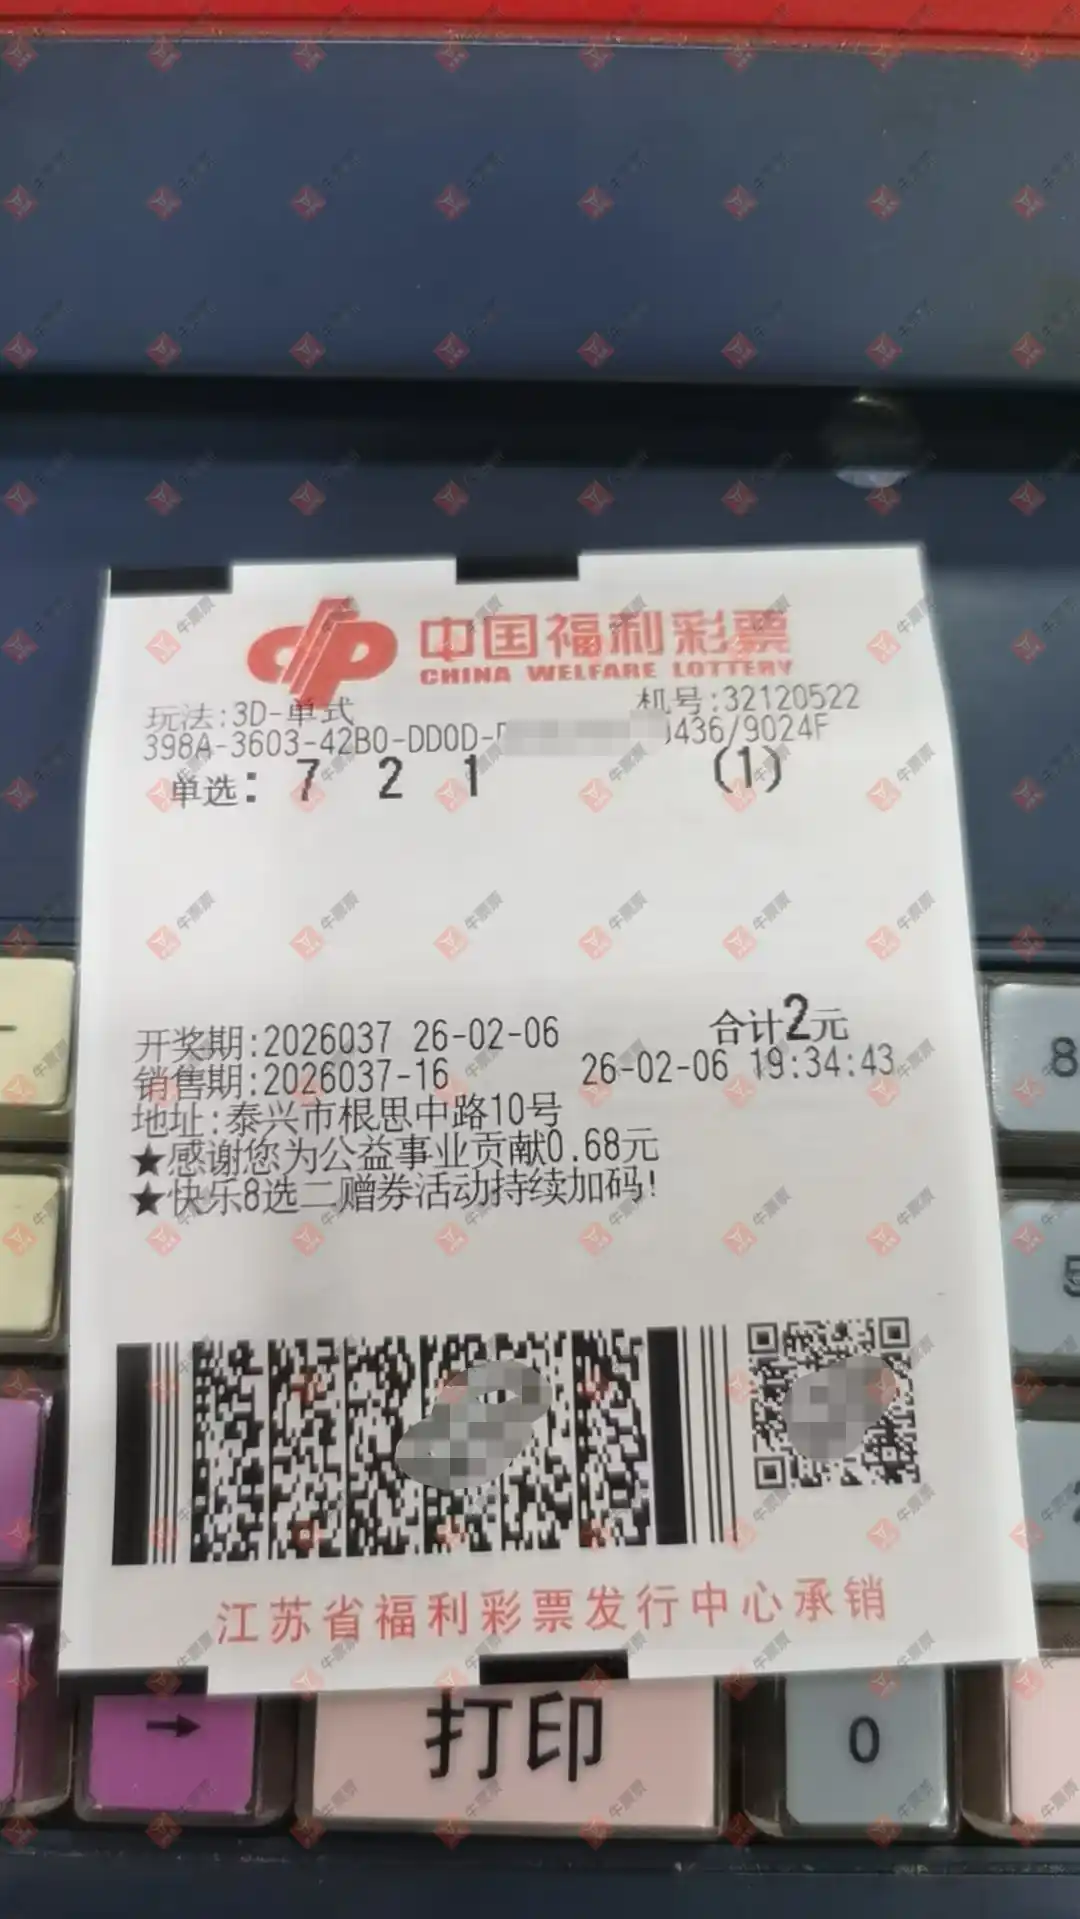 中国福利彩票
CHINA WELFARE LOTTERY
玩法:3D-单式 机号:32120522
398A-3603-42B0-DD0D- 436/9024F
单选: 7 2 1 (1)
开奖期:2026037 26-02-06 合计2元
销售期:2026037-16 26-02-06 19:34:43
地址:泰兴市根思中路10号
★感谢您为公益事业贡献0.68元
★快乐8选二赠券活动持续加码!
江苏省福利彩票发行中心承销
8
5
→ 打印 0
牛票票